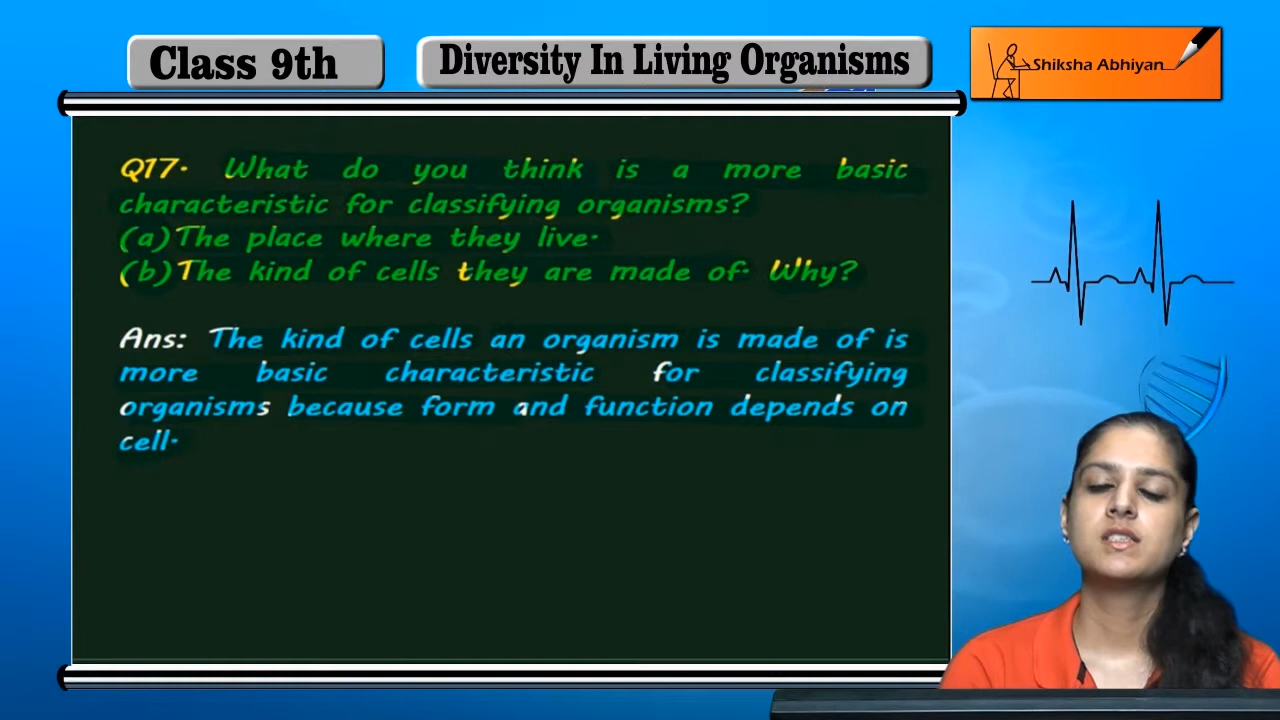 Class 9th
Diversity In Living Organisms
Shiksha Abhiyan
Q17. What do you think is a more basic
characteristic for classifying organisms?
(a) The place where they live.
(b) The kind of cells they are made of. Why?
Ans: The kind of cells an organism is made of is
more basic characteristic for classifying
organisms because form and function depends on
cell.